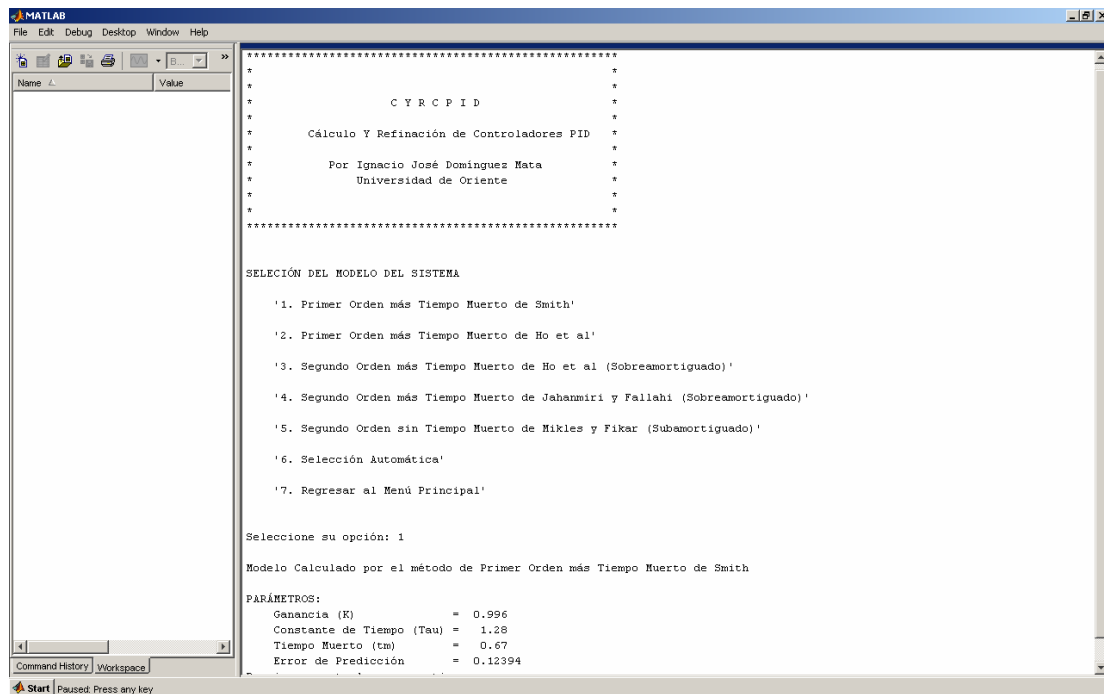 MATLAB
File Edit Debug Desktop Window Help
B... »
Name Value
*******************************************************
* *
* *
* C Y R C P I D *
* *
* Cálculo Y Refinación de Controladores PID *
* *
* Por Ignacio José Domínguez Mata *
* Universidad de Oriente *
* *
* *
*******************************************************
SELECIÓN DEL MODELO DEL SISTEMA
'1. Primer Orden más Tiempo Muerto de Smith'
'2. Primer Orden más Tiempo Muerto de Ho et al'
'3. Segundo Orden más Tiempo Muerto de Ho et al (Sobreamortiguado)'
'4. Segundo Orden más Tiempo Muerto de Jahanmiri y Fallahi (Sobreamortiguado)'
'5. Segundo Orden sin Tiempo Muerto de Mikles y Fikar (Subamortiguado)'
'6. Selección Automática'
'7. Regresar al Menú Principal'
Seleccione su opción: 1
Modelo Calculado por el método de Primer Orden más Tiempo Muerto de Smith
PARÁMETROS:
Ganancia (K) = 0.996
Constante de Tiempo (Tau) = 1.28
Tiempo Muerto (tm) = 0.67
Error de Predicción = 0.12394
Command History Workspace
Start Paused: Press any key